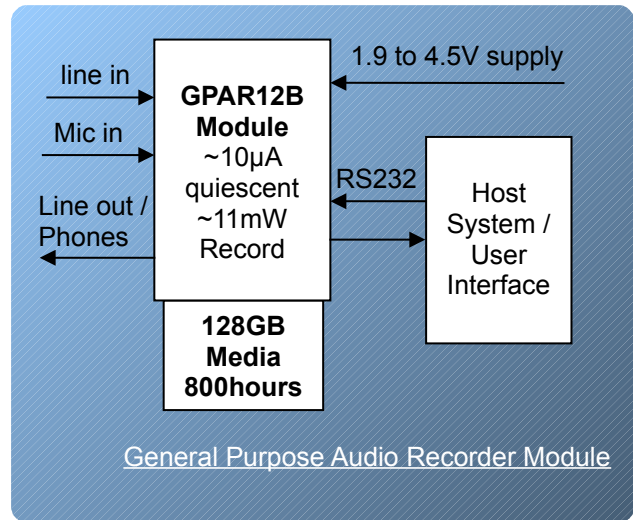 line in
Mic in
Line out /
Phones
GPAR12B
Module
~10µA
quiescent
~11mW
Record
128GB
Media
800hours
1.9 to 4.5V supply
RS232
Host
System /
User
Interface
General Purpose Audio Recorder Module